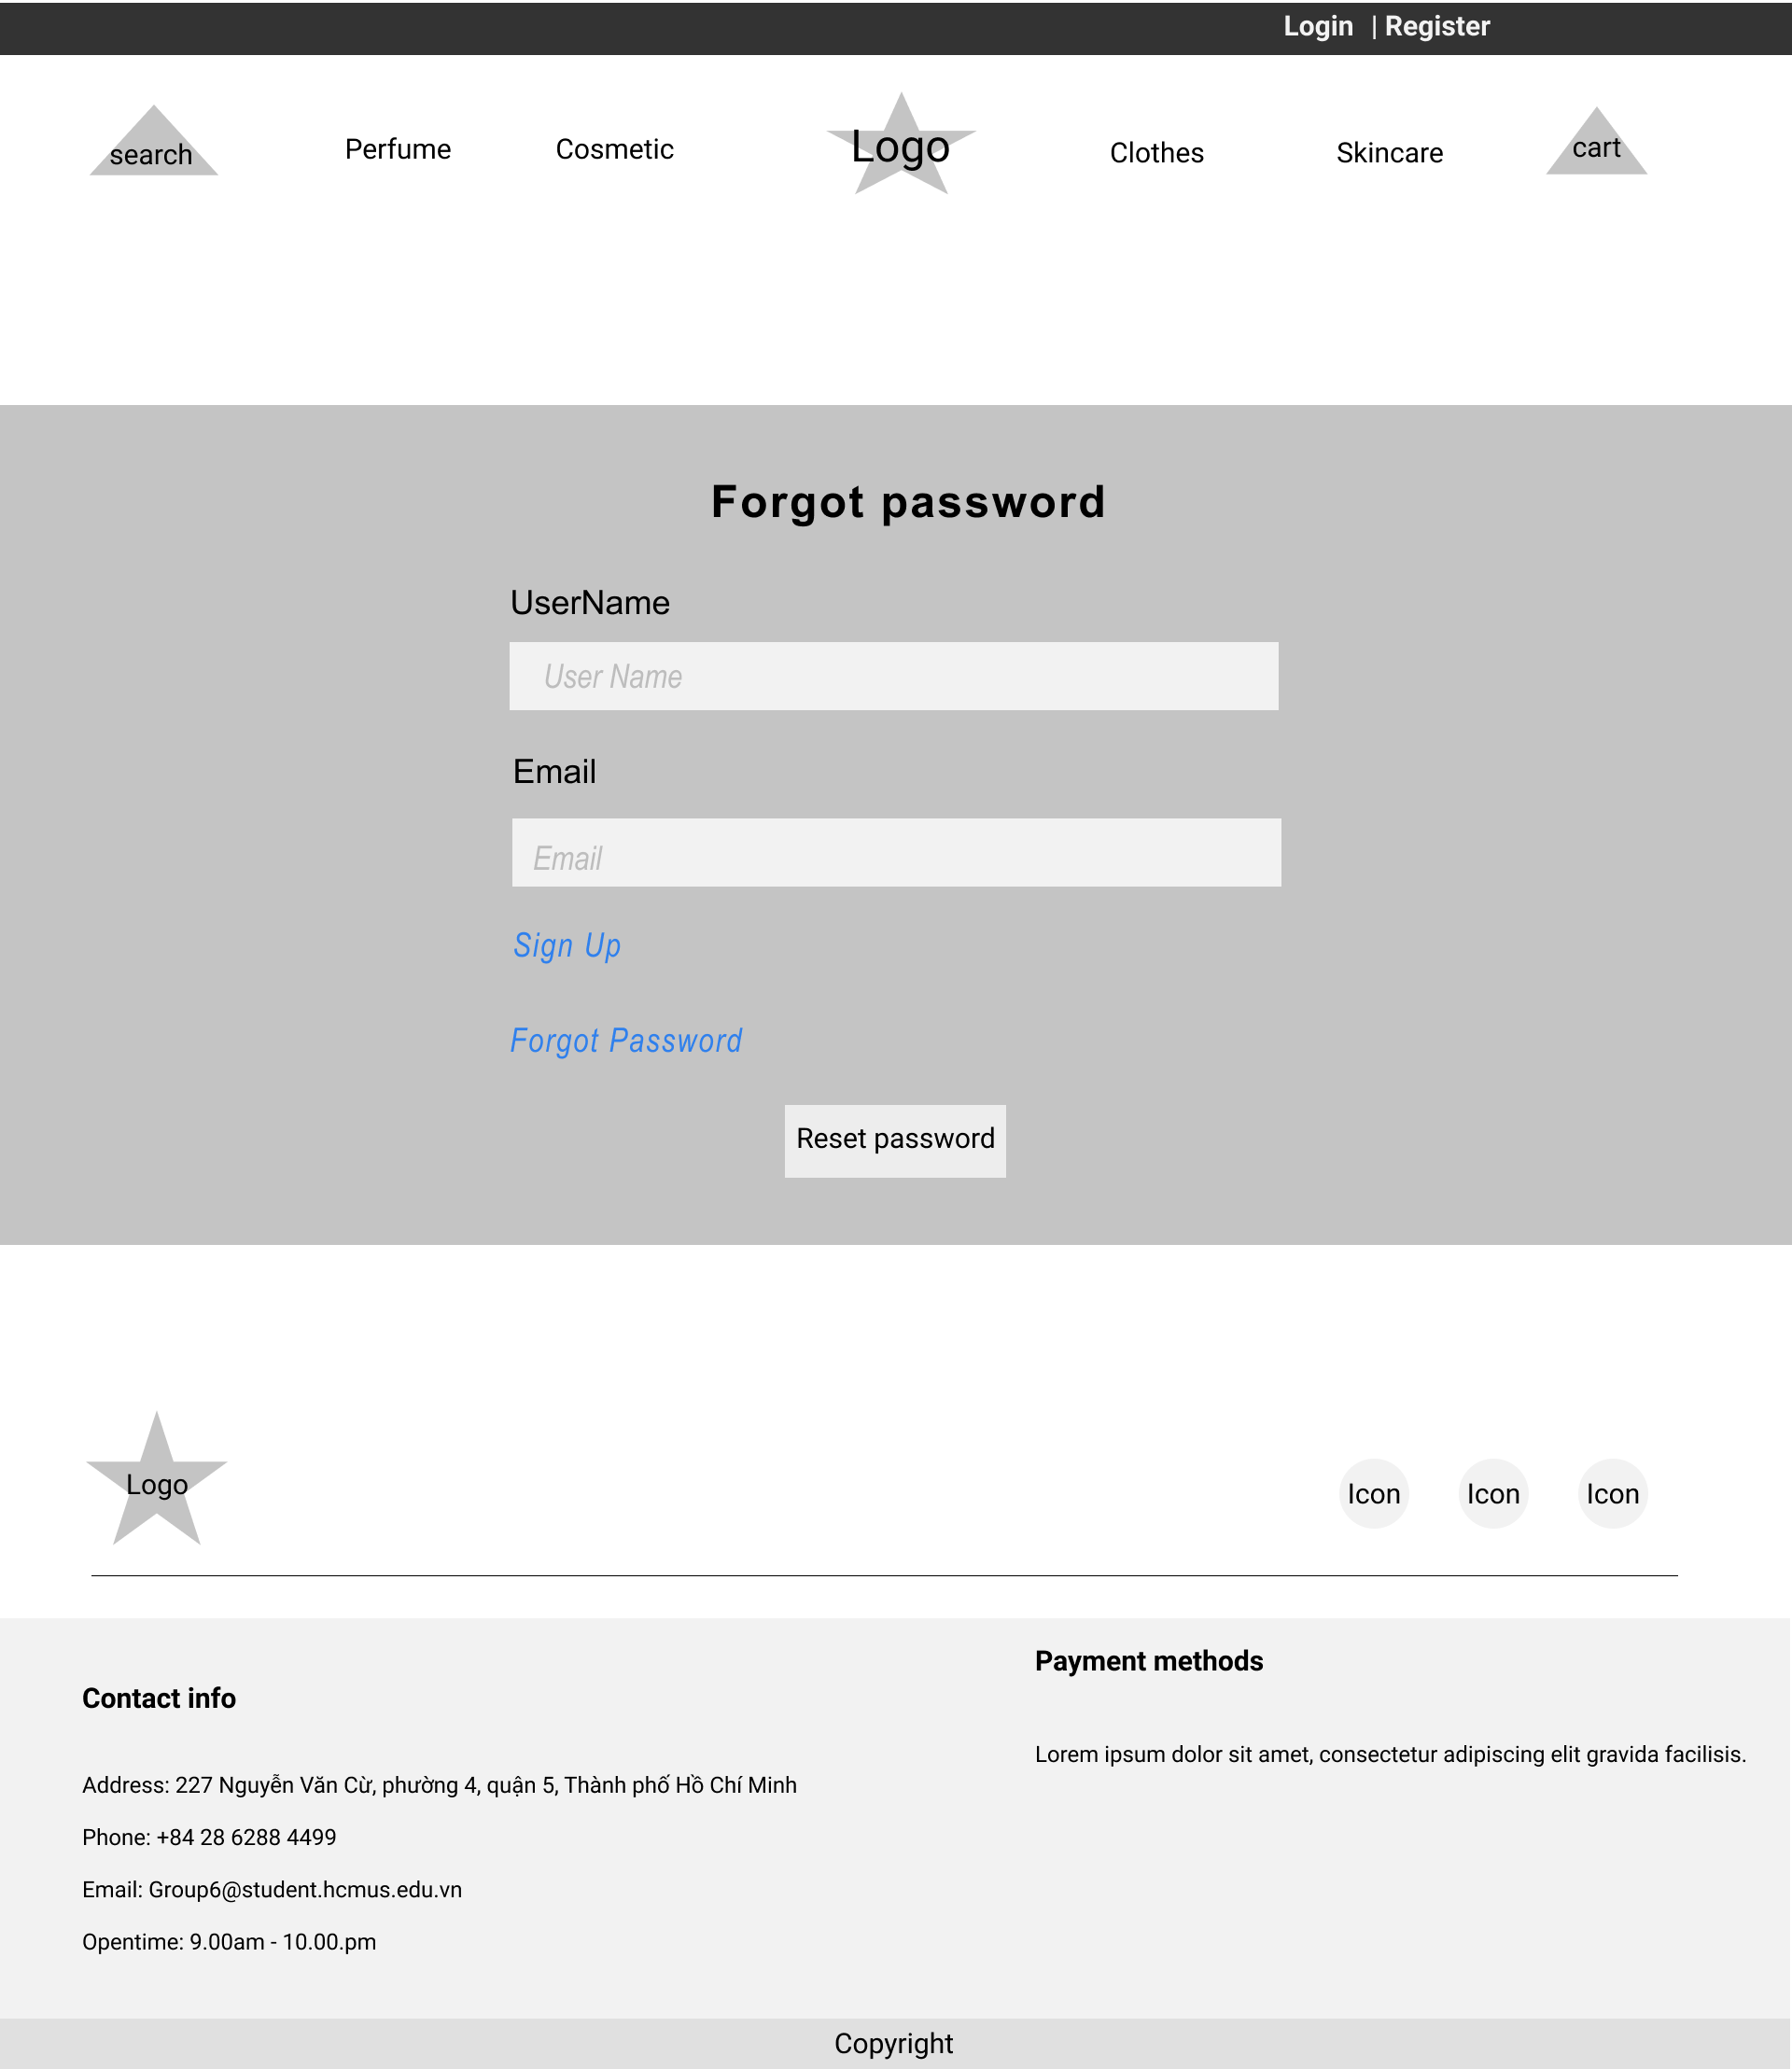 Login | Register
search
Perfume
Cosmetic
Logo
Clothes
Skincare
cart
Forgot password
UserName
User Name
Email
Email
Sign Up
Forgot Password
Reset password
Logo
Icon
Icon
Icon
Contact info
Address: 227 Nguyễn Văn Cừ, phường 4, quận 5, Thành phố Hồ Chí Minh
Phone: +84 28 6288 4499
Email: Group6@student.hcmus.edu.vn
Opentime: 9.00am - 10.00.pm
Payment methods
Lorem ipsum dolor sit amet, consectetur adipiscing elit gravida facilisis.
Copyright